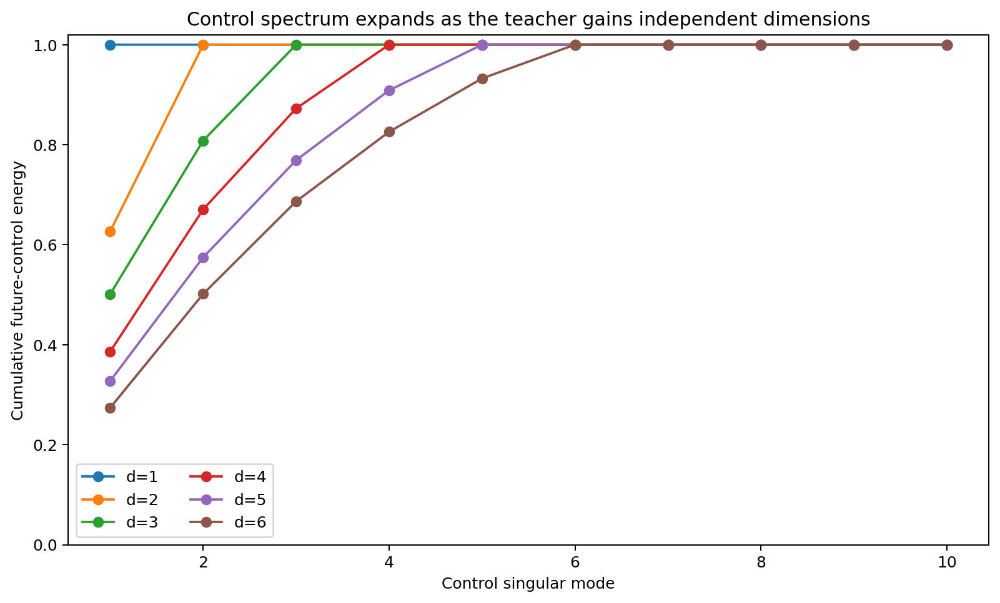 Control spectrum expands as the teacher gains independent dimensions
Cumulative future-control energy
1.0
0.8
0.6
0.4
0.2
0.0
d=1 d=4
d=2 d=5
d=3 d=6
2 4 6 8 10
Control singular mode